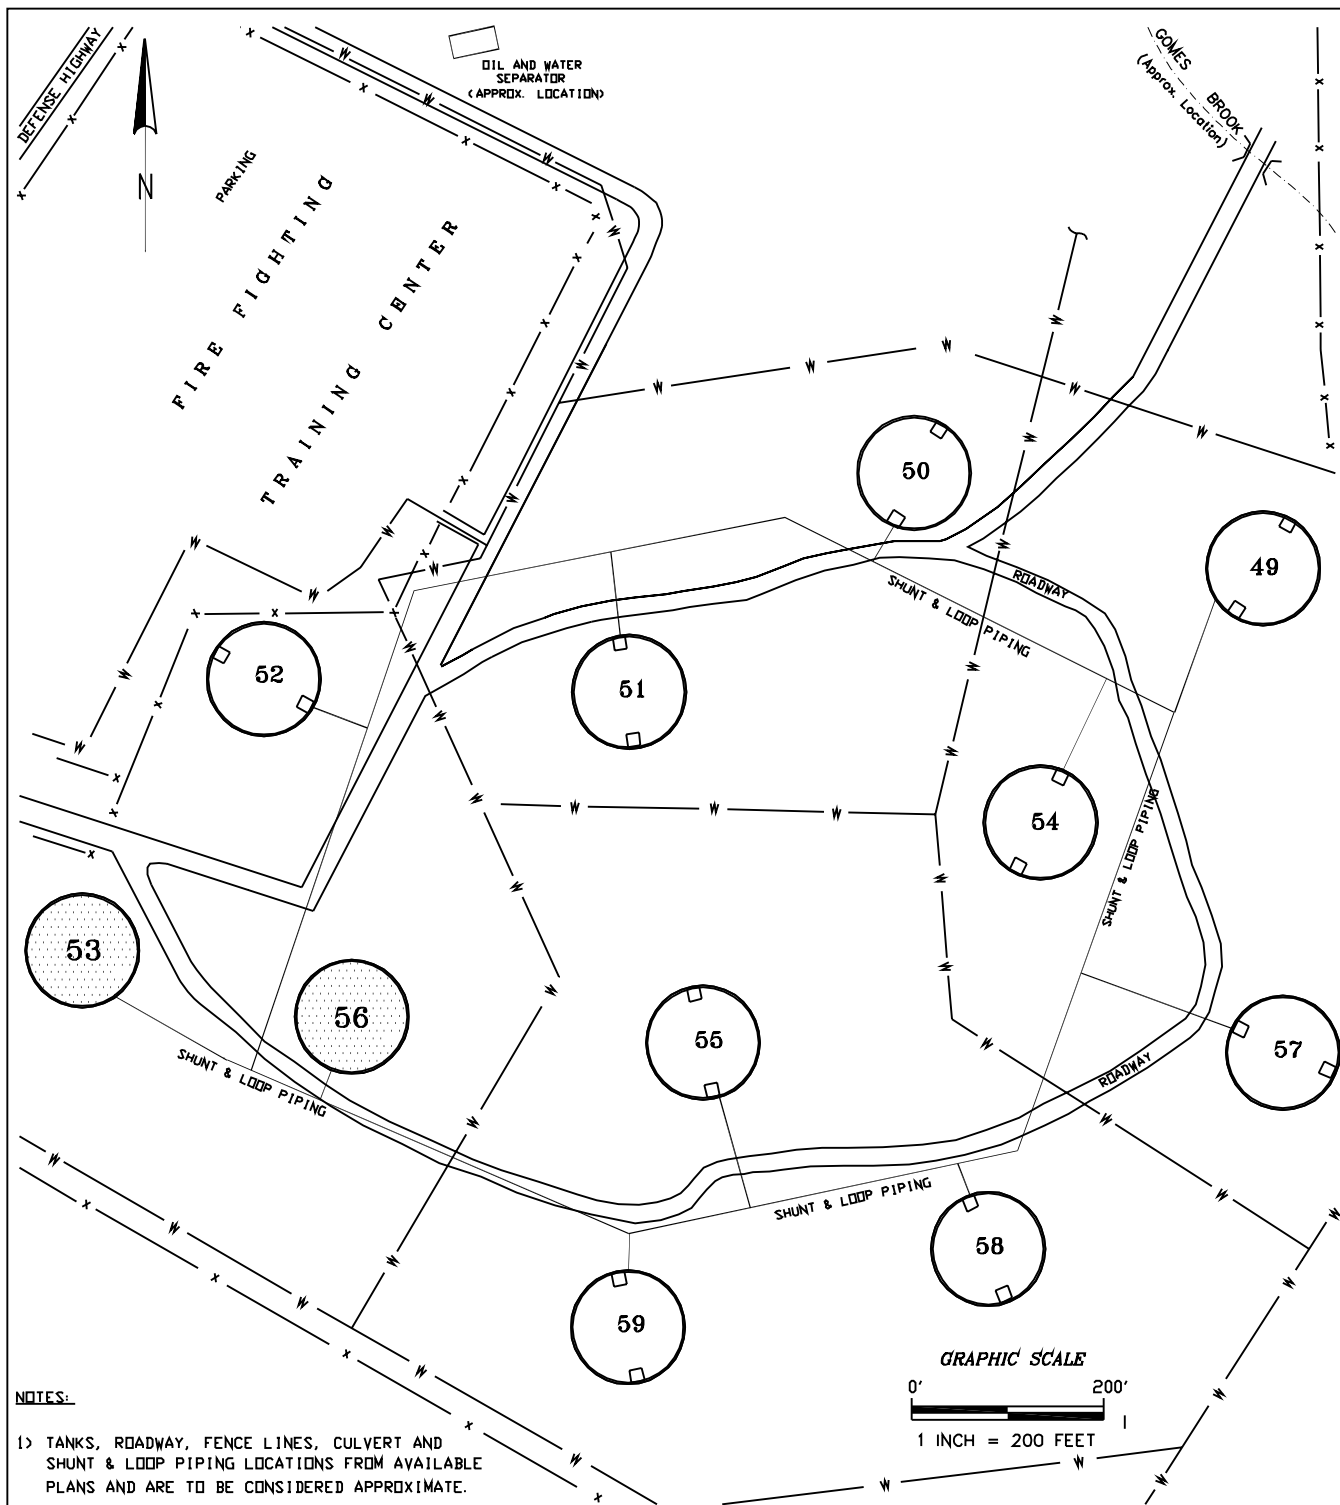 DEFENSE HIGHWAY
N
PARKING
FIRE FIGHTING
TRAINING CENTER
OIL AND WATER
SEPARATOR
(APPROX. LOCATION)
GOMES
BROOK
(Approx. Location)
50
49
ROADWAY
SHUNT & LOOP PIPING
52
51
54
SHUNT & LOOP PIPING
53
56
55
57
ROADWAY
SHUNT & LOOP PIPING
SHUNT & LOOP PIPING
58
59
GRAPHIC SCALE
0' 200'
1 INCH = 200 FEET
NOTES:
1) TANKS, ROADWAY, FENCE LINES, CULVERT AND
SHUNT & LOOP PIPING LOCATIONS FROM AVAILABLE
PLANS AND ARE TO BE CONSIDERED APPROXIMATE.